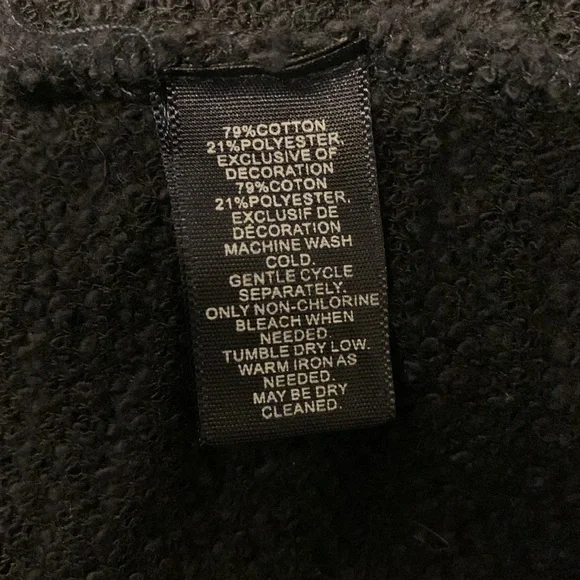 79%COTTON
21%POLYESTER,
EXCLUSIVE OF
DECORATION
79%COTON
21%POLYESTER,
EXCLUSIF DE
DÉCORATION
MACHINE WASH
COLD.
GENTLE CYCLE
SEPARATELY.
ONLY NON-CHLORINE
BLEACH WHEN
NEEDED.
TUMBLE DRY LOW.
WARM IRON AS
NEEDED.
MAY BE DRY
CLEANED.